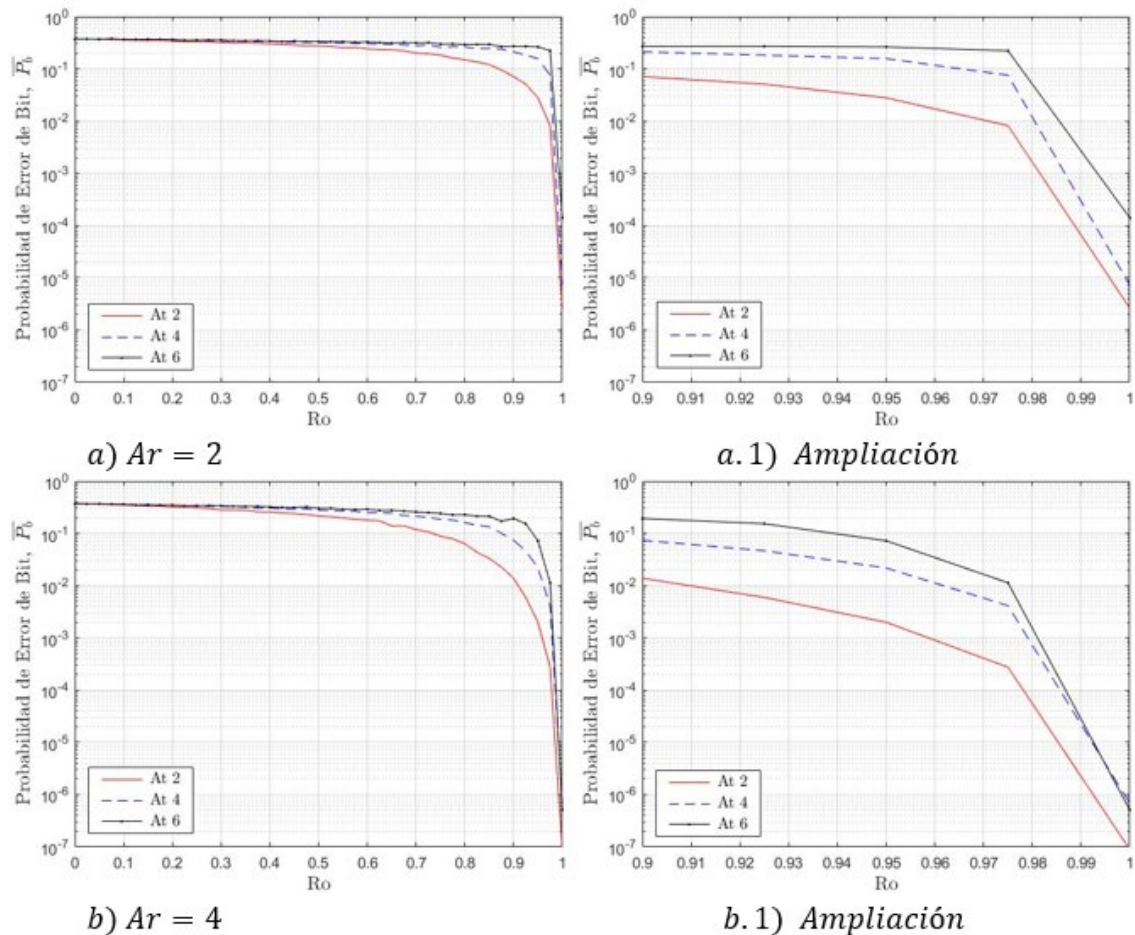 10^0
10^-1
10^-2
10^-3
10^-4
10^-5
10^-6
10^-7
Probabilidad de Error de Bit, \overline{P_b}
At 2
At 4
At 6
0 0.1 0.2 0.3 0.4 0.5 0.6 0.7 0.8 0.9 1
Ro
a) Ar = 2
10^0
10^-1
10^-2
10^-3
10^-4
10^-5
10^-6
10^-7
Probabilidad de Error de Bit, \overline{P_b}
At 2
At 4
At 6
0.9 0.91 0.92 0.93 0.94 0.95 0.96 0.97 0.98 0.99 1
Ro
a. 1) Ampliación
10^0
10^-1
10^-2
10^-3
10^-4
10^-5
10^-6
10^-7
Probabilidad de Error de Bit, \overline{P_b}
At 2
At 4
At 6
0 0.1 0.2 0.3 0.4 0.5 0.6 0.7 0.8 0.9 1
Ro
b) Ar = 4
10^0
10^-1
10^-2
10^-3
10^-4
10^-5
10^-6
10^-7
Probabilidad de Error de Bit, \overline{P_b}
At 2
At 4
At 6
0.9 0.91 0.92 0.93 0.94 0.95 0.96 0.97 0.98 0.99 1
Ro
b. 1) Ampliación